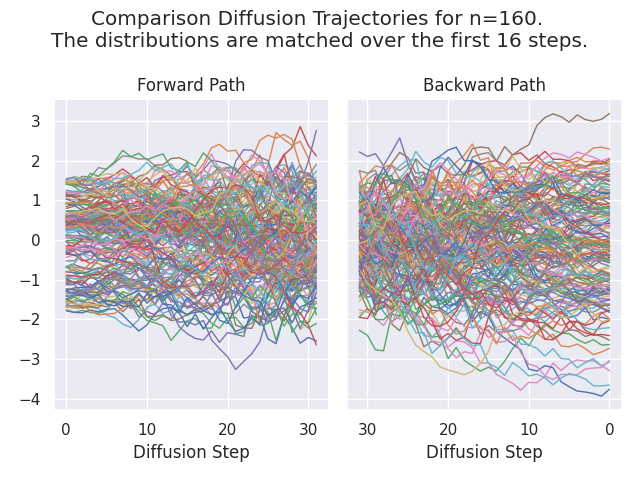 Comparison Diffusion Trajectories for n=160.
The distributions are matched over the first 16 steps.
Forward Path
Backward Path
3
2
1
0
−1
−2
−3
−4
0 10 20 30
30 20 10 0
Diffusion Step
Diffusion Step